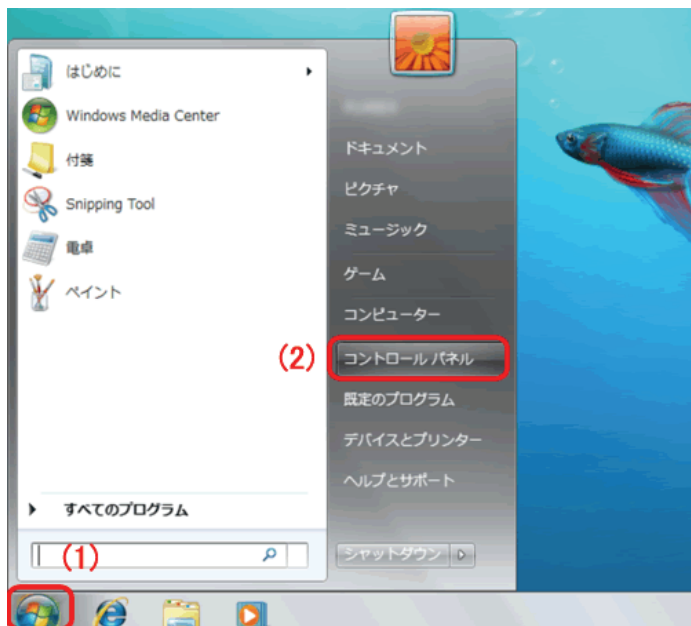 はじめに
Windows Media Center
付箋
Snipping Tool
電卓
ペイント
すべてのプログラム
(1)
ドキュメント
ピクチャ
ミュージック
ゲーム
コンピューター
(2)
コントロール パネル
既定のプログラム
デバイスとプリンター
ヘルプとサポート
シャットダウン